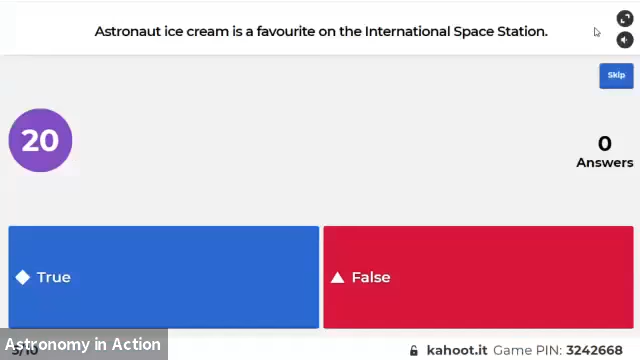 Astronaut ice cream is a favourite on the International Space Station.
Skip
20
0
Answers
True
False
Astronomy in Action
kahoot.it Game PIN: 3242668